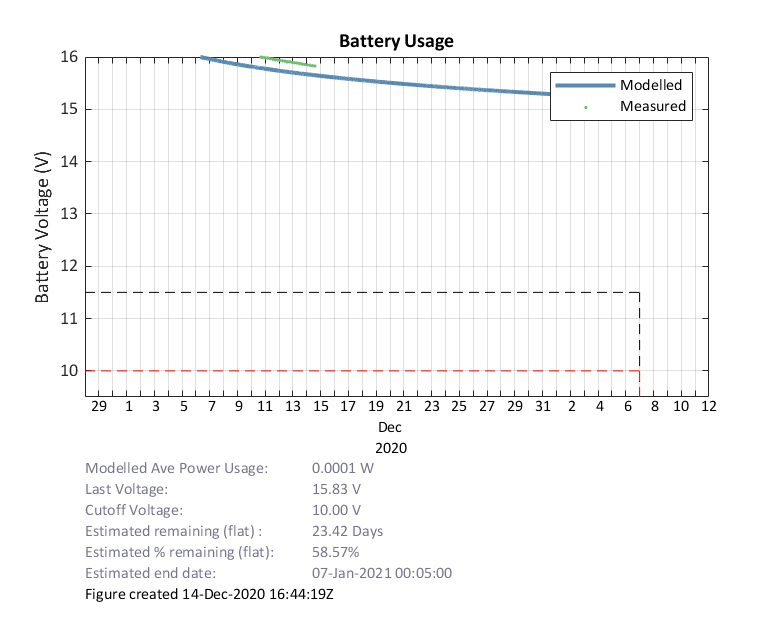 Battery Usage
16
15
14
13
12
11
10
Battery Voltage (V)
Modelled
Measured
29 1 3 5 7 9 11 13 15 17 19 21 23 25 27 29 31 2 4 6 8 10 12
Dec
2020
Modelled Ave Power Usage: 0.0001 W
Last Voltage: 15.83 V
Cutoff Voltage: 10.00 V
Estimated remaining (flat) : 23.42 Days
Estimated % remaining (flat): 58.57%
Estimated end date: 07-Jan-2021 00:05:00
Figure created 14-Dec-2020 16:44:19Z